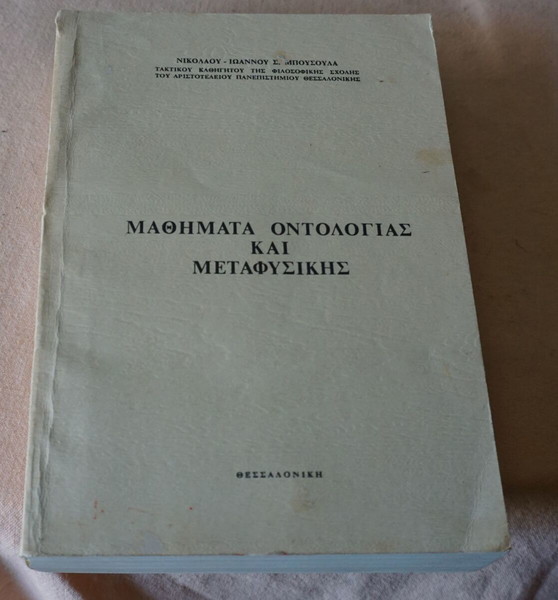 ΝΙΚΟΛΑΟΥ - ΙΩΑΝΝΟΥ Σ. ΜΠΟΥΣΟΥΛΑ
ΤΑΚΤΙΚΟΥ ΚΑΘΗΓΗΤΟΥ ΤΗΣ ΦΙΛΟΣΟΦΙΚΗΣ ΣΧΟΛΗΣ
ΤΟΥ ΑΡΙΣΤΟΤΕΛΕΙΟΥ ΠΑΝΕΠΙΣΤΗΜΙΟΥ ΘΕΣΣΑΛΟΝΙΚΗΣ
ΜΑΘΗΜΑΤΑ ΟΝΤΟΛΟΓΙΑΣ
ΚΑΙ
ΜΕΤΑΦΥΣΙΚΗΣ
ΘΕΣΣΑΛΟΝΙΚΗ